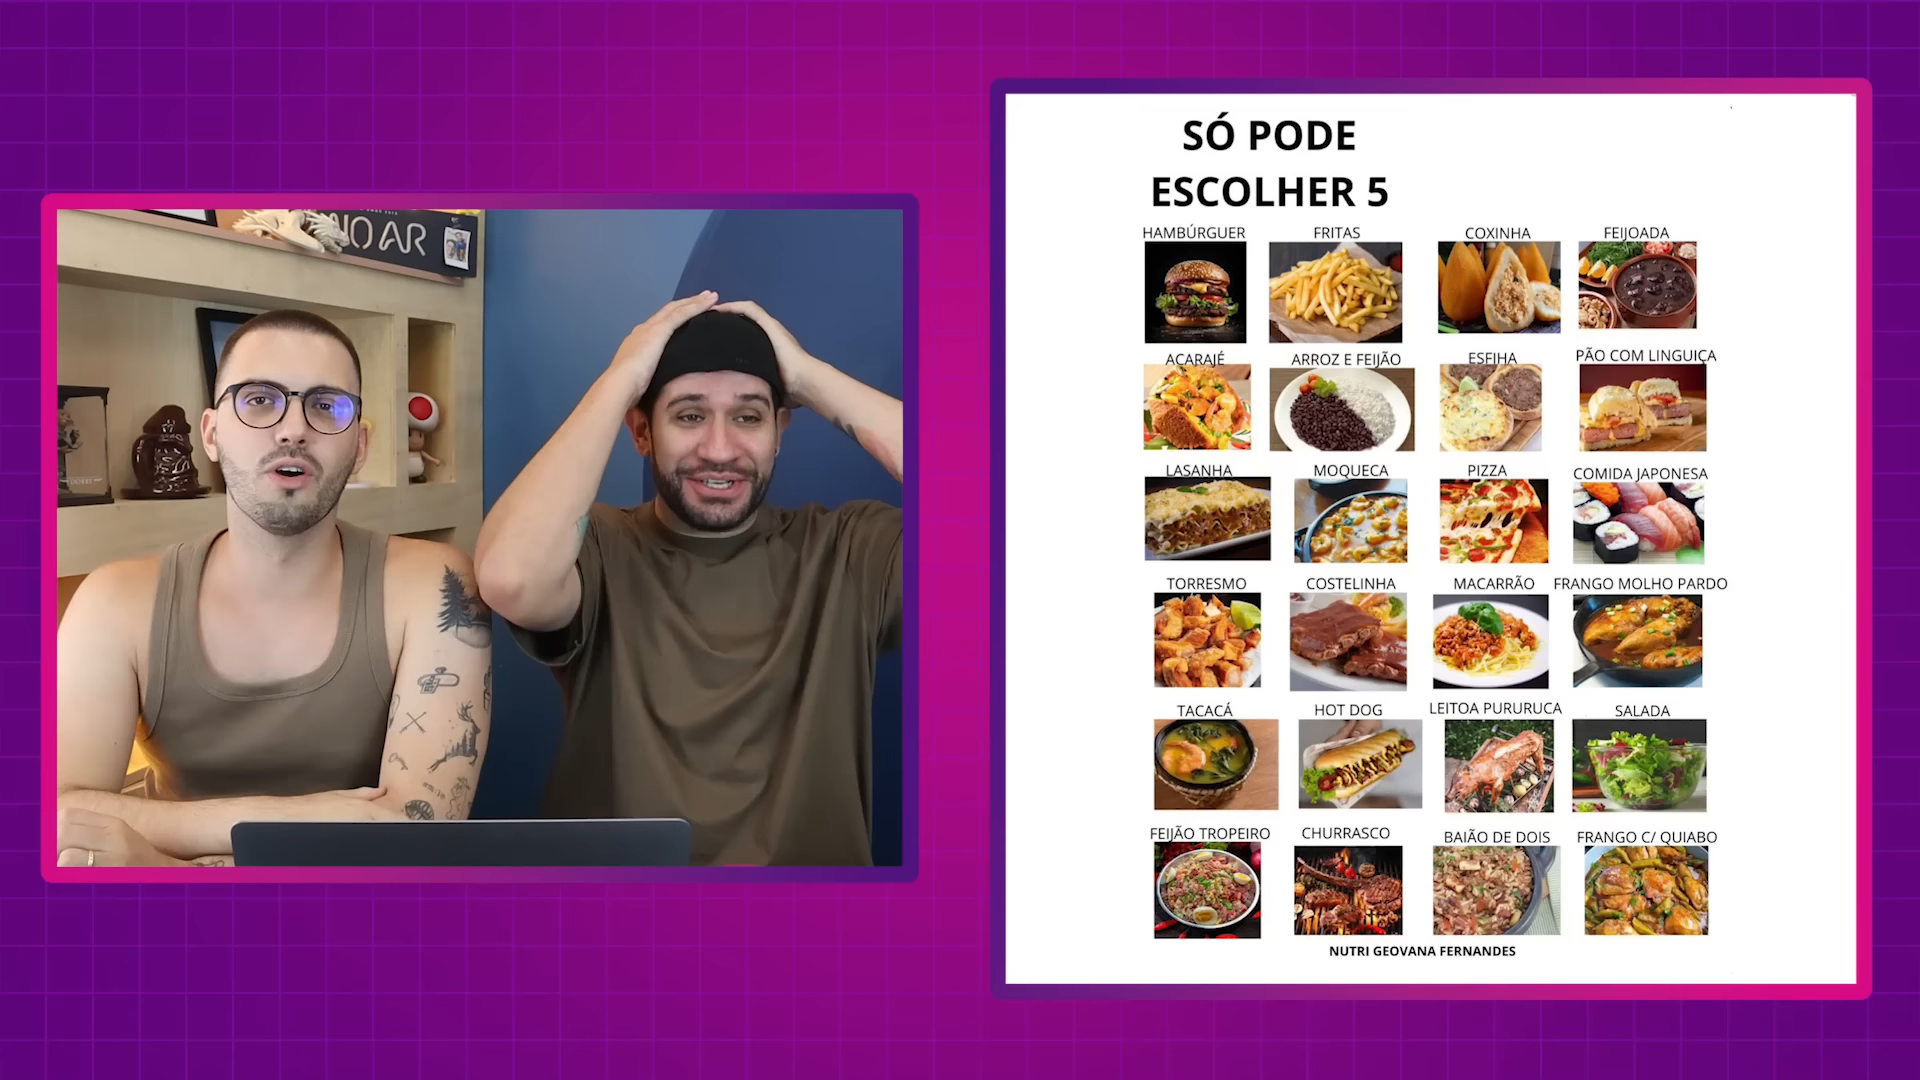 NO AR
SÓ PODE
ESCOLHER 5
HAMBÚRGUER FRITAS COXINHA FEIJOADA
ACARAJÉ ARROZ E FEIJÃO ESFIHA PÃO COM LINGUIÇA
LASANHA MOQUECA PIZZA COMIDA JAPONESA
TORRESMO COSTELINHA MACARRÃO FRANGO MOLHO PARDO
TACACÁ HOT DOG LEITOA PURURUCA SALADA
FEIJÃO TROPEIRO CHURRASCO BAIÃO DE DOIS FRANGO C/ QUIABO
NUTRI GEOVANA FERNANDES